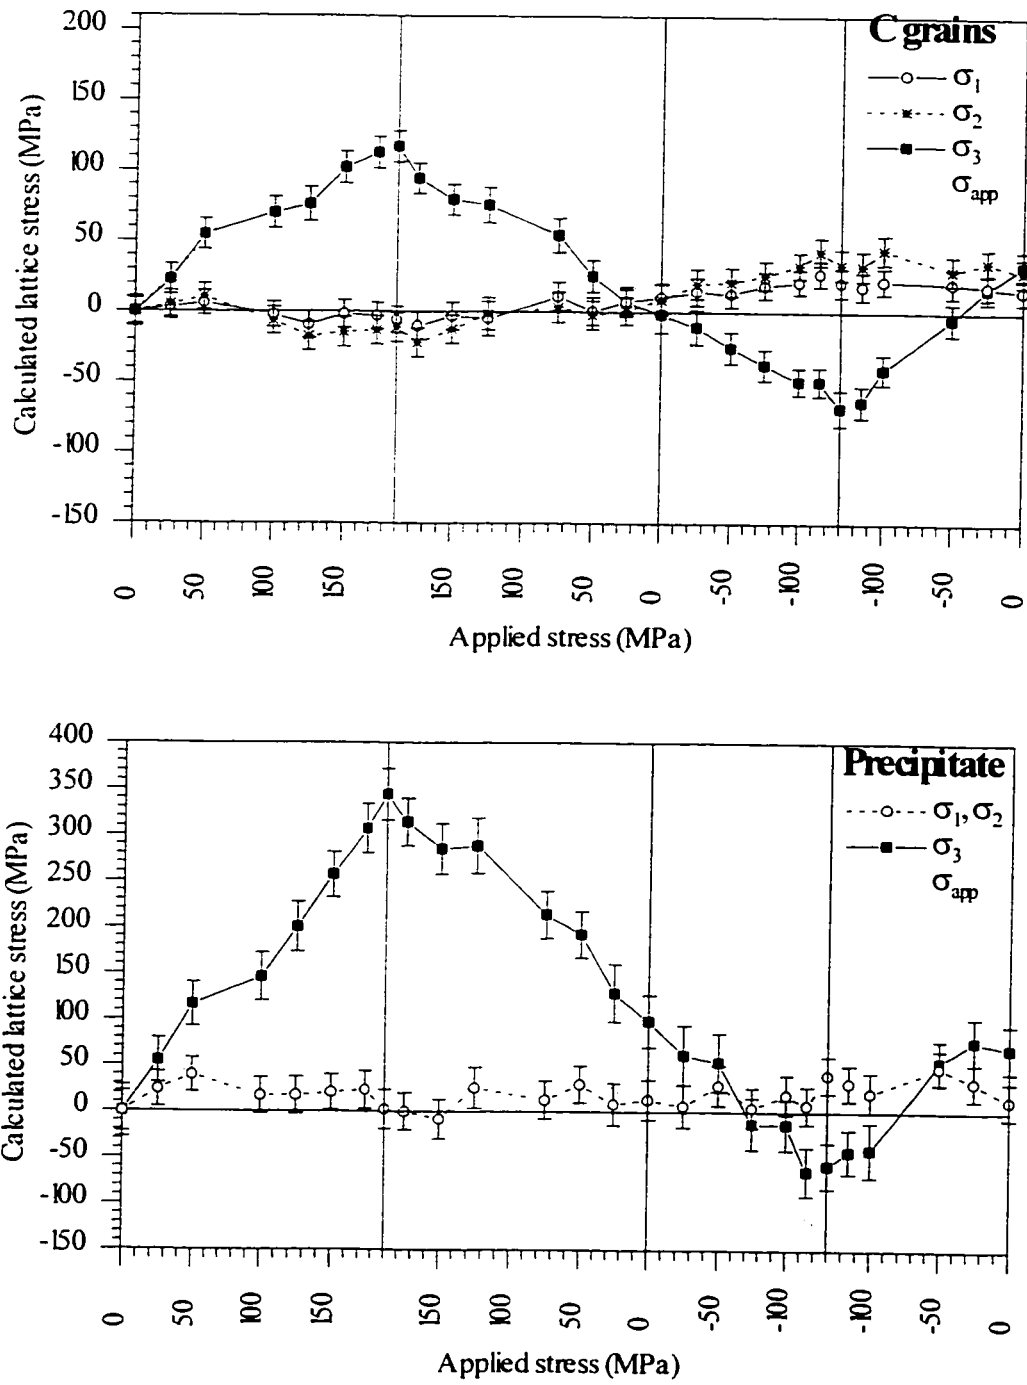 200
150
100
50
0
-50
-100
-150
Calculated lattice stress (MPa)
C grains
σ1
σ2
σ3
σapp
0 50 100 150 150 100 50 0 -50 -100 -100 -50 0
Applied stress (MPa)
400
350
300
250
200
150
100
50
0
-50
-100
-150
Calculated lattice stress (MPa)
Precipitate
σ1, σ2
σ3
σapp
0 50 100 150 150 100 50 0 -50 -100 -100 -50 0
Applied stress (MPa)